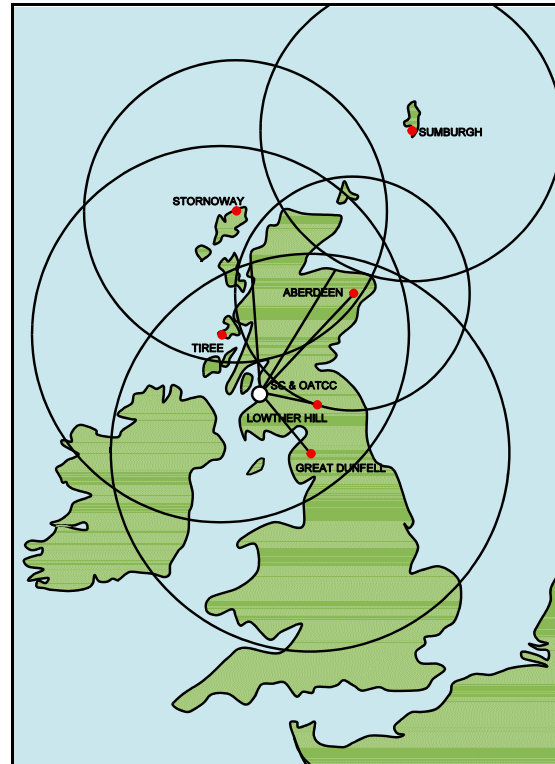 SUMBURGH
STORNOWAY
ABERDEEN
TIREE
SC & OATCC
LOWTHER HILL
GREAT DUNFELL